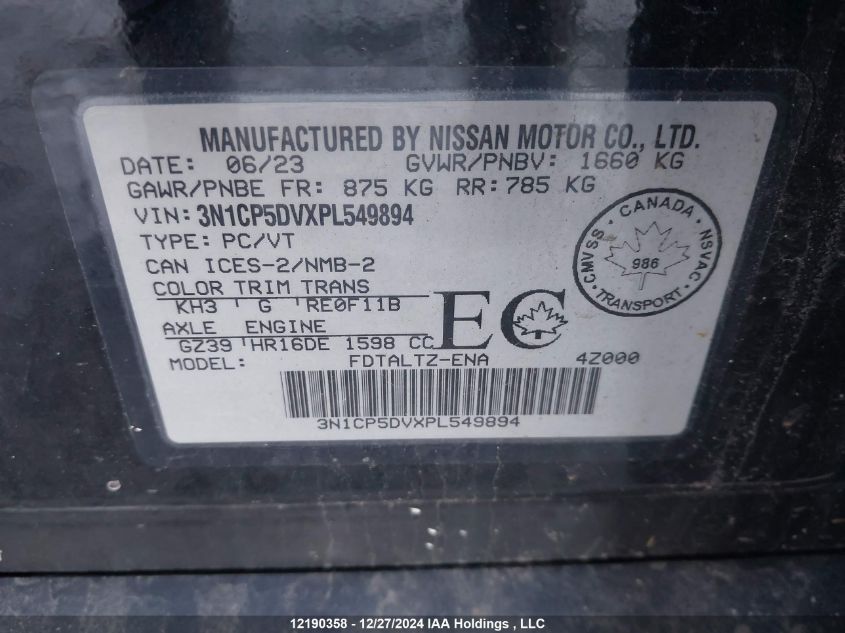 MANUFACTURED BY NISSAN MOTOR CO., LTD.
DATE: 06/23 GVWR/PNBV: 1660 KG
GAWR/PNBE FR: 875 KG RR: 785 KG
VIN: 3N1CP5DVXPL549894
TYPE: PC/VT
CAN ICES-2/NMB-2
COLOR TRIM TRANS
KH3 ' G 'RE0F11B
AXLE ENGINE
GZ39 'HR16DE 1598 CC
MODEL: FDTALTZ-ENA 4Z000
EC
CANADA
CMVSS NSVAC
986
TRANSPORT
3N1CP5DVXPL549894
12190358 - 12/27/2024 IAA Holdings , LLC